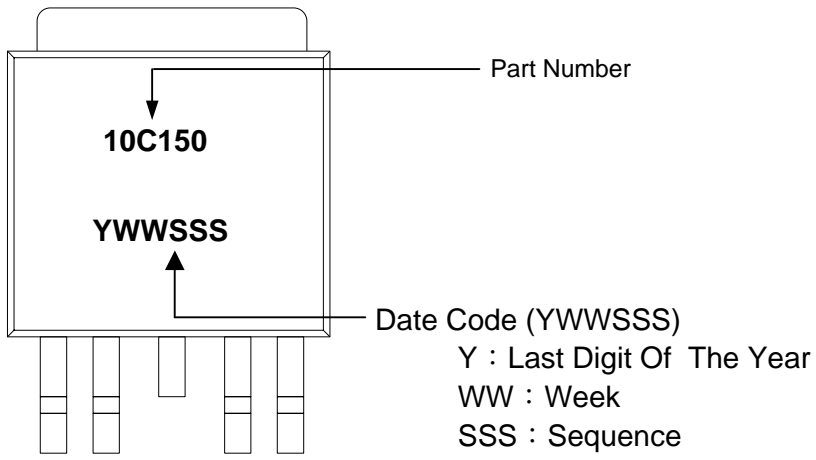 Part Number
10C150
YWWSSS
Date Code (YWWSSS)
Y：Last Digit Of The Year
WW：Week
SSS：Sequence